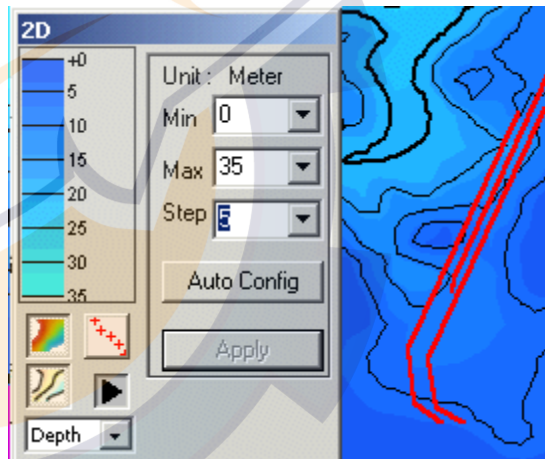 2D
+0
5
10
15
20
25
30
35
Unit : Meter
Min 0
Max 35
Step 5
Auto Config
Apply
Depth